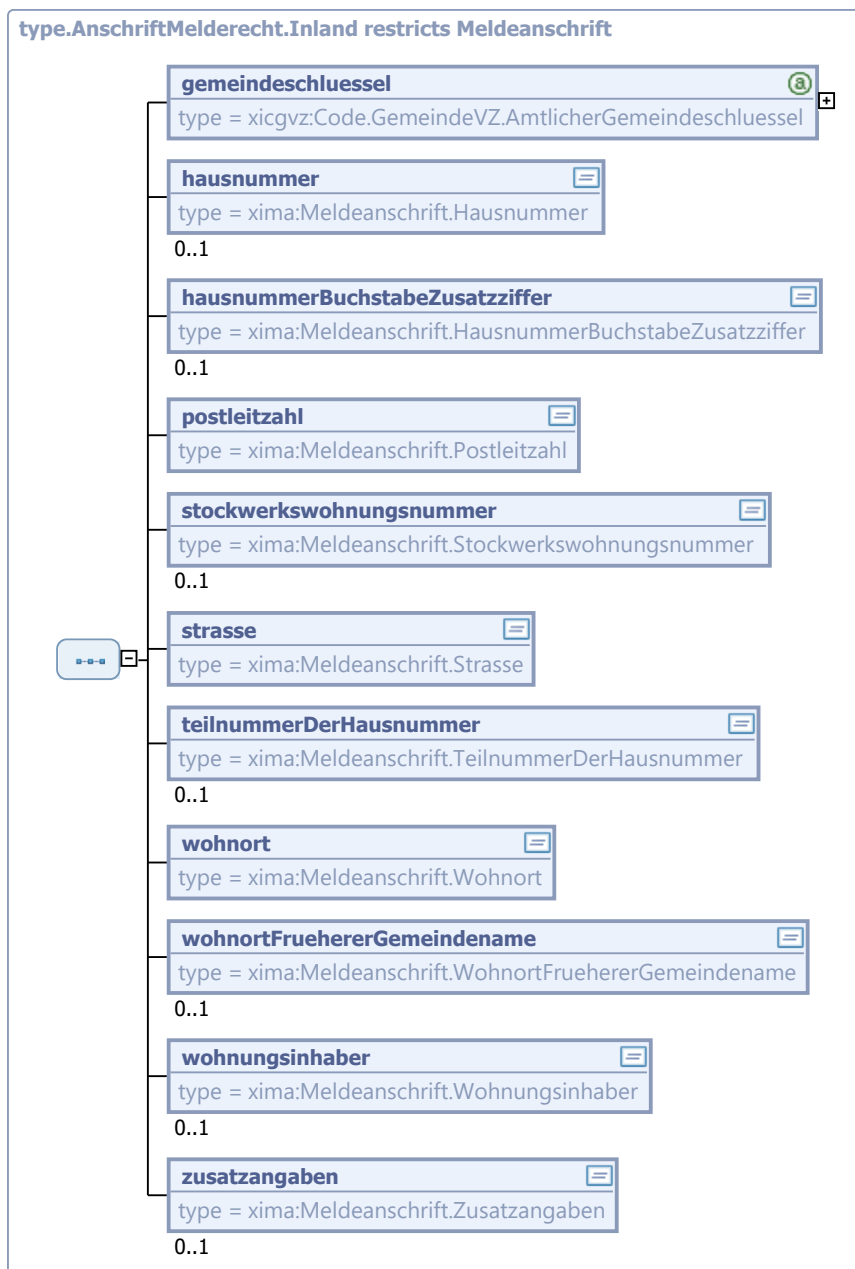 type.AnschriftMelderecht.Inland restricts Meldeanschrift
gemeindeschluessel
type = xicgvz:Code.GemeindeVZ.AmtlicherGemeindeschluessel
hausnummer
type = xima:Meldeanschrift.Hausnummer
0..1
hausnummerBuchstabeZusatzziffer
type = xima:Meldeanschrift.HausnummerBuchstabeZusatzziffer
0..1
postleitzahl
type = xima:Meldeanschrift.Postleitzahl
stockwerkswohnungsnummer
type = xima:Meldeanschrift.Stockwerkswohnungsnummer
0..1
strasse
type = xima:Meldeanschrift.Strasse
teilnummerDerHausnummer
type = xima:Meldeanschrift.TeilnummerDerHausnummer
0..1
wohnort
type = xima:Meldeanschrift.Wohnort
wohnortFruehererGemeindename
type = xima:Meldeanschrift.WohnortFruehererGemeindename
0..1
wohnungsinhaber
type = xima:Meldeanschrift.Wohnungsinhaber
0..1
zusatzangaben
type = xima:Meldeanschrift.Zusatzangaben
0..1